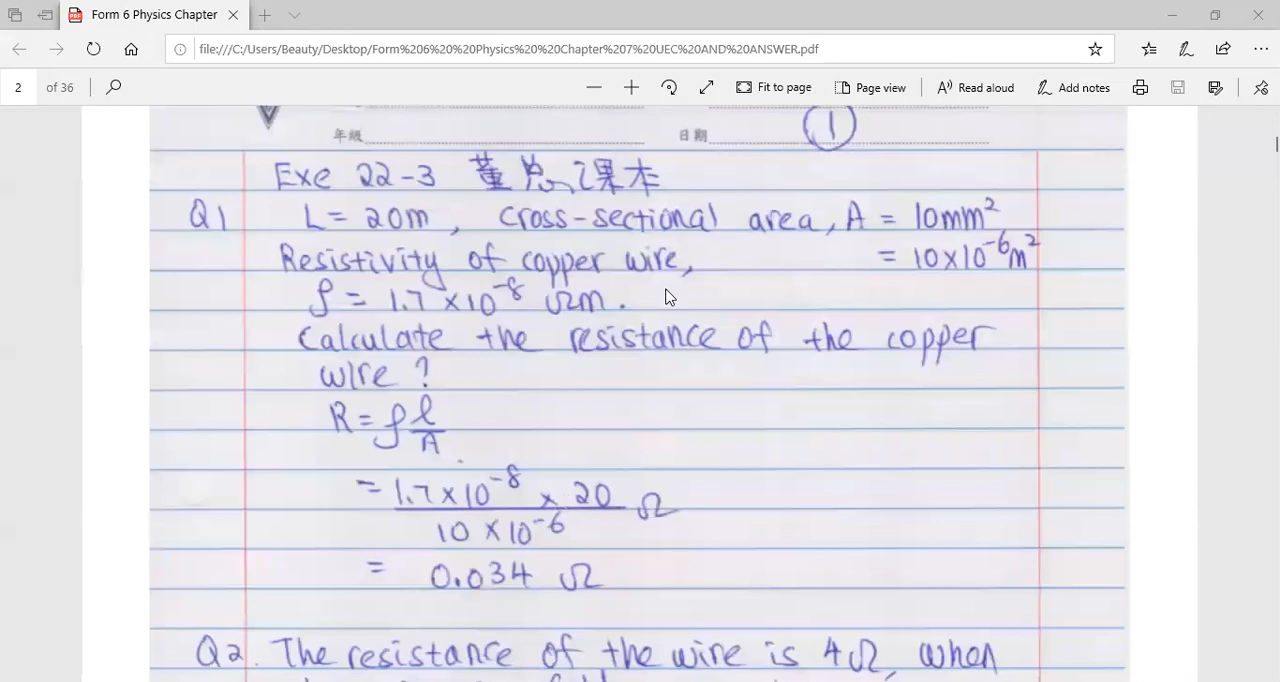 Form 6 Physics Chapter
file:///C:/Users/Beauty/Desktop/Form%206%20%20Physics%20%20Chapter%207%20UEC%20AND%20ANSWER.pdf
2 of 36 Fit to page Page view Read aloud Add notes
年級 日期 1
Exe 22-3 董总课本
Q1 L = 20m, cross-sectional area, A = 10mm²
Resistivity of copper wire, = 10×10⁻⁶m²
ρ = 1.7×10⁻⁸ Ωm.
Calculate the resistance of the copper
wire?
R = ρ l/A
= 1.7×10⁻⁸ × 20 Ω
10 × 10⁻⁶
= 0.034 Ω
Q2. The resistance of the wire is 4Ω, when